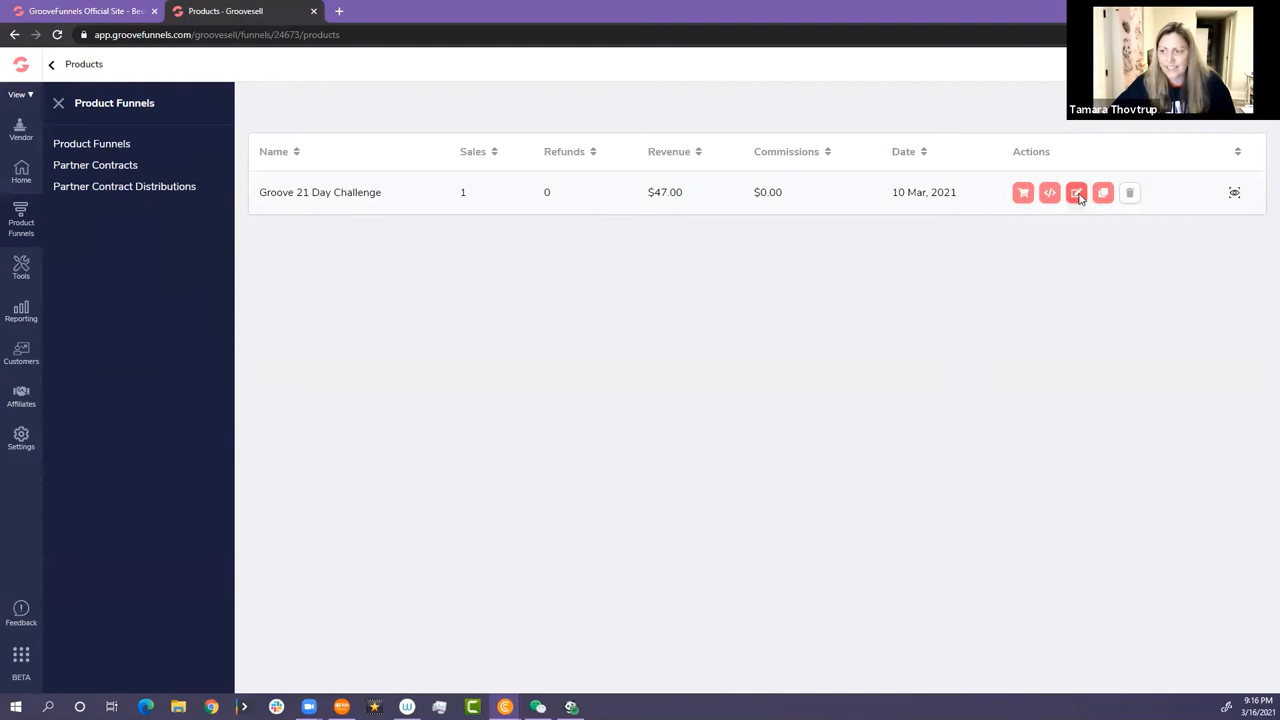 GrooveFunnels Official Site - Bes
Products - Groovesell
app.groovefunnels.com/groovesell/funnels/24673/products
Products
Tamara Thovtrup
View ▼
Product Funnels
Vendor
Product Funnels
Partner Contracts
Partner Contract Distributions
Home
Product Funnels
Tools
Reporting
Customers
Affiliates
Settings
Feedback
BETA
Name Sales Refunds Revenue Commissions Date Actions
Groove 21 Day Challenge 1 0 $47.00 $0.00 10 Mar, 2021
9:16 PM
3/16/2021